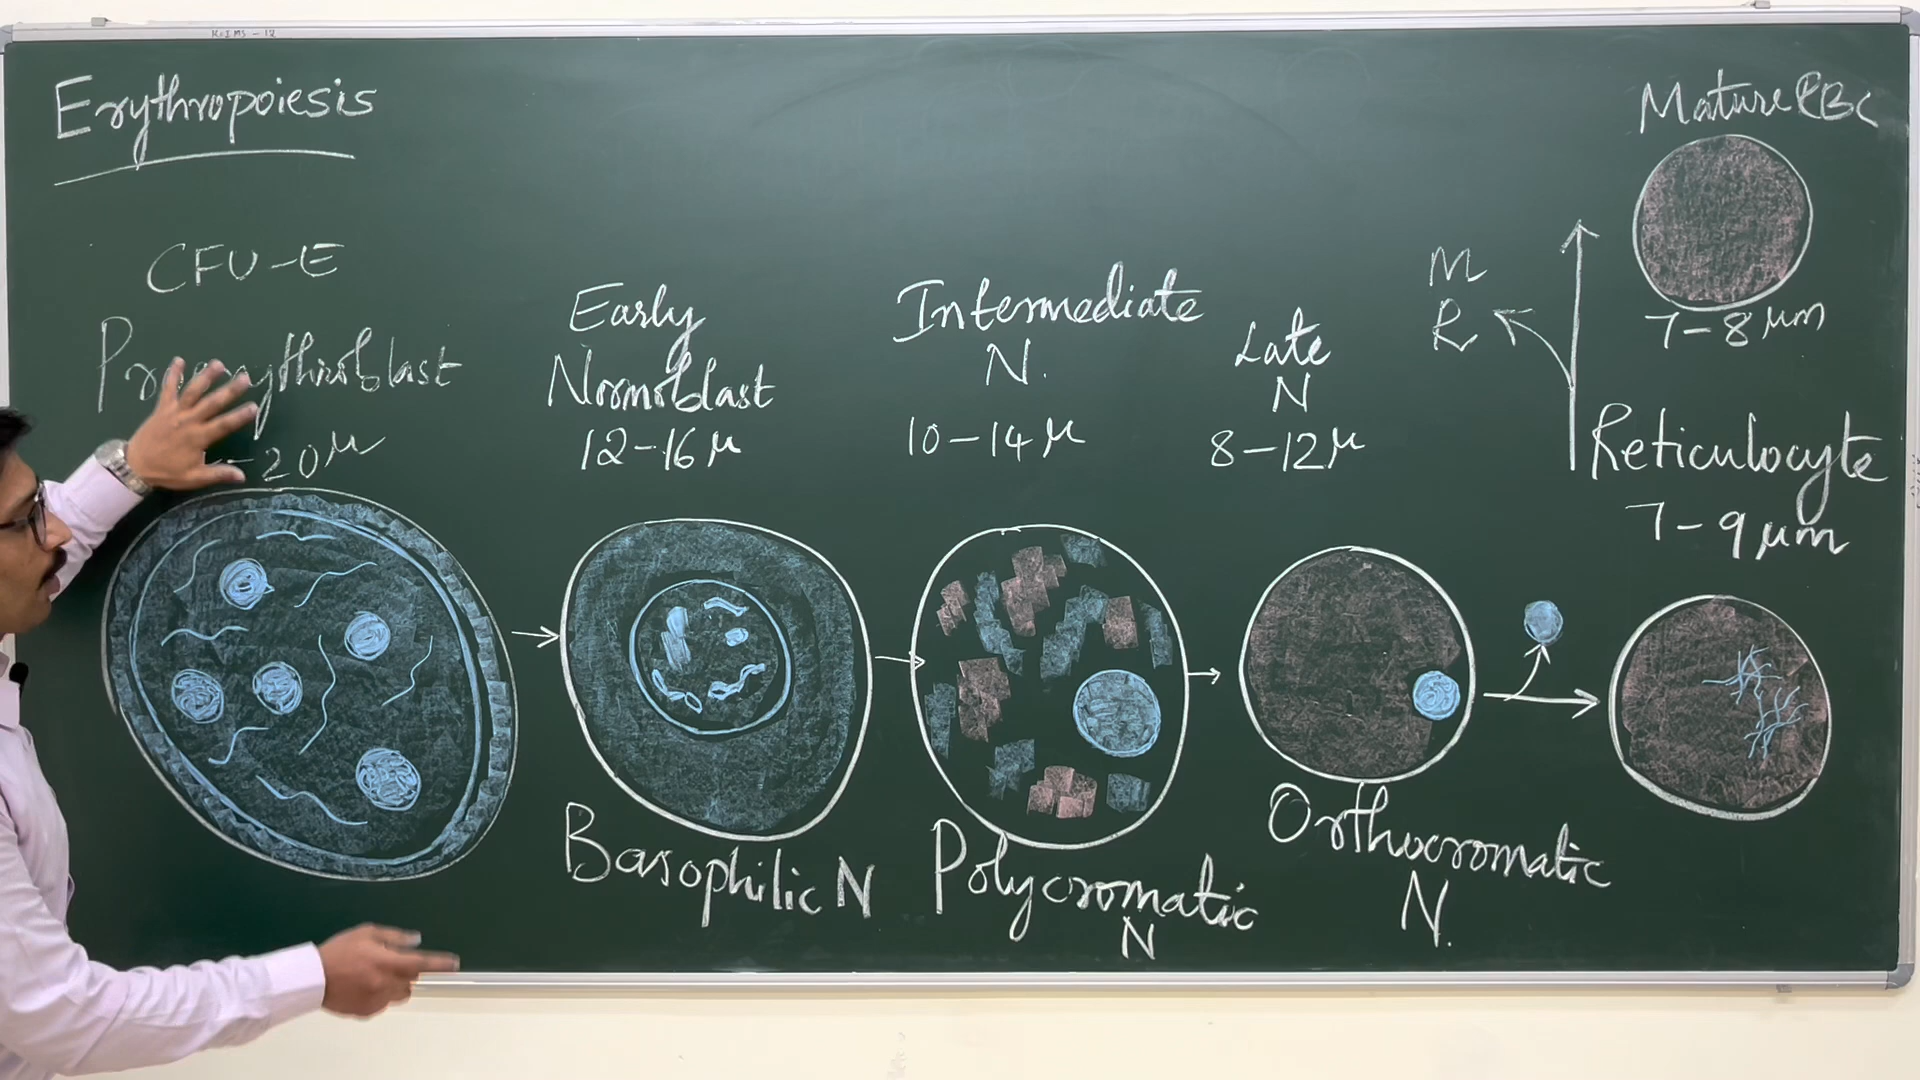 Erythropoiesis
CFU-E
Proerythroblast
-20μ
Early
Normoblast
12-16μ
Basophilic N
Intermediate
N.
10-14μ
Polycromatic
N
Late
N
8-12μ
Orthocromatic
N.
M
R
Mature RBC
7-8μm
Reticulocyte
7-9μm